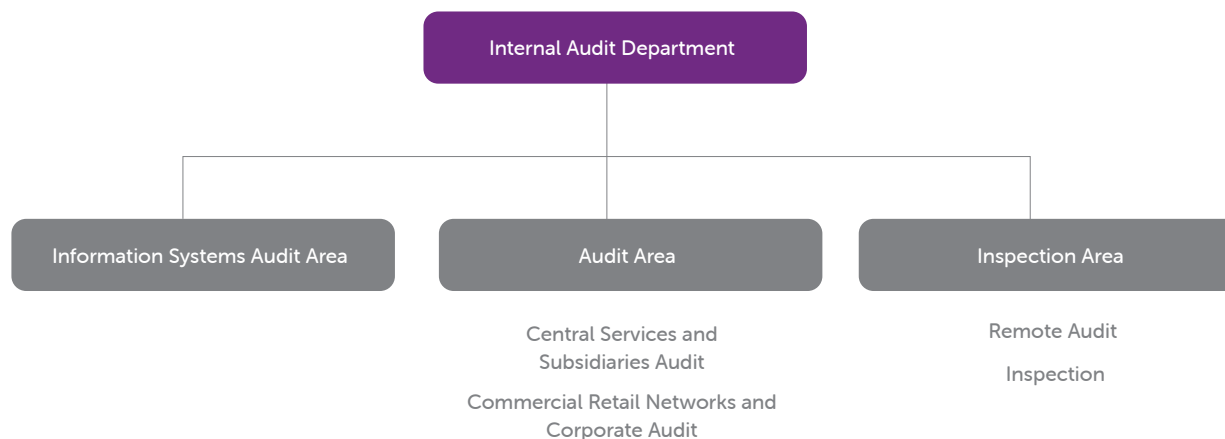 Internal Audit Department
Information Systems Audit Area
Audit Area
Inspection Area
Central Services and
Subsidiaries Audit
Commercial Retail Networks and
Corporate Audit
Remote Audit
Inspection